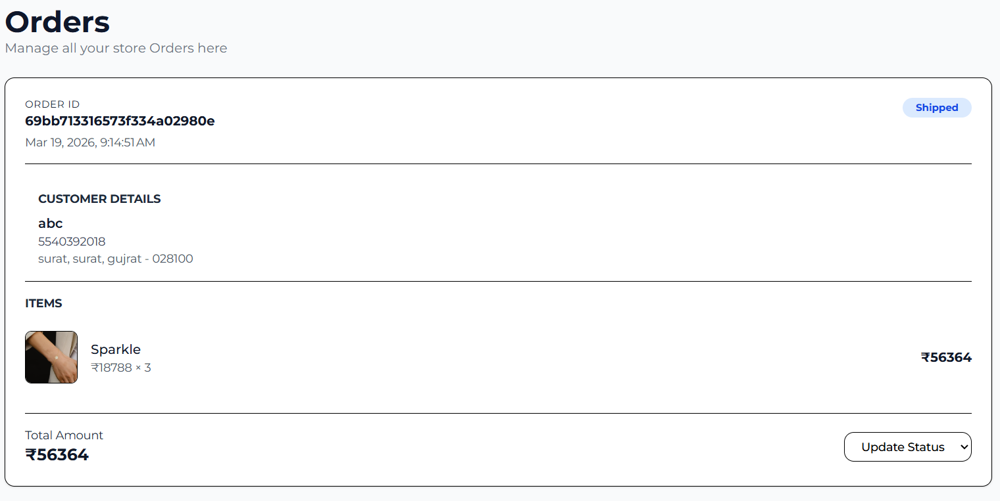 Orders
Manage all your store Orders here
ORDER ID
Shipped
69bb713316573f334a02980e
Mar 19, 2026, 9:14:51 AM
CUSTOMER DETAILS
abc
5540392018
surat, surat, gujrat - 028100
ITEMS
Sparkle
₹18788 × 3
₹56364
Total Amount
₹56364
Update Status